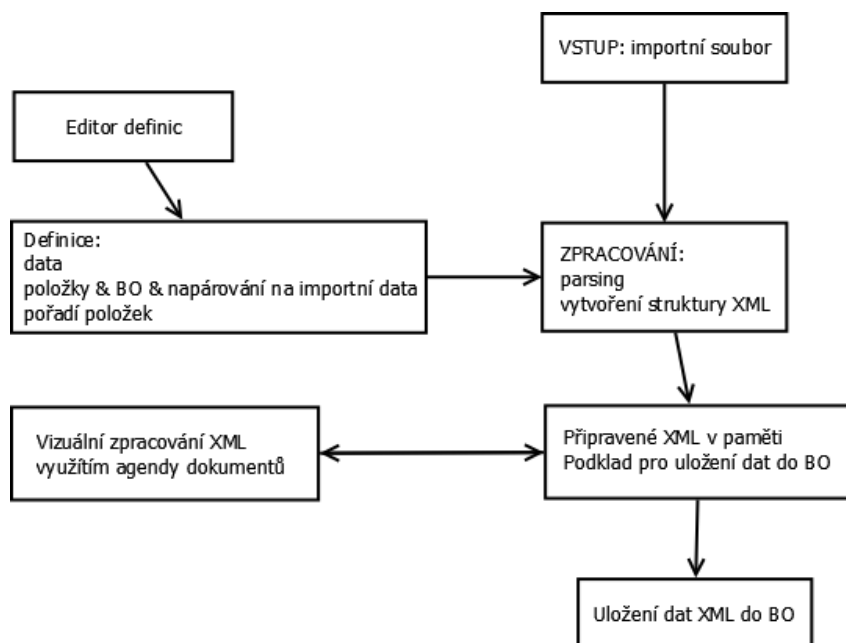 VSTUP: importní soubor
Editor definic
Definice:
data
položky & BO & napárování na importní data
pořadí položek
ZPRACOVÁNÍ:
parsing
vytvoření struktury XML
Vizuální zpracování XML
využítím agendy dokumentů
Připravené XML v paměti
Podklad pro uložení dat do BO
Uložení dat XML do BO